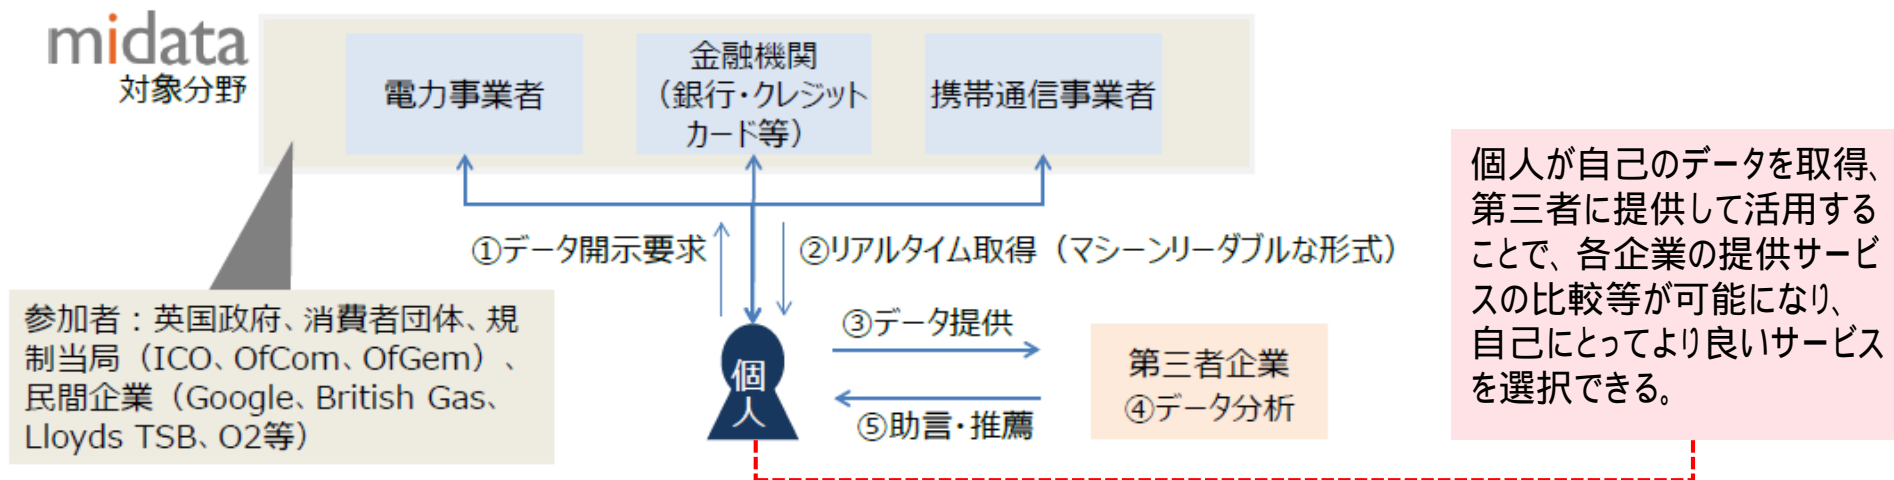 midata
対象分野
電力事業者
金融機関
（銀行・クレジット
カード等）
携帯通信事業者
①データ開示要求
②リアルタイム取得（マシーンリーダブルな形式）
参加者：英国政府、消費者団体、規
制当局（ICO、OfCom、OfGem）、
民間企業（Google、British Gas、
Lloyds TSB、O2等）
個
人
③データ提供
⑤助言・推薦
第三者企業
④データ分析
個人が自己のデータを取得、
第三者に提供して活用する
ことで、各企業の提供サービ
スの比較等が可能になり、
自己にとってより良いサービス
を選択できる。